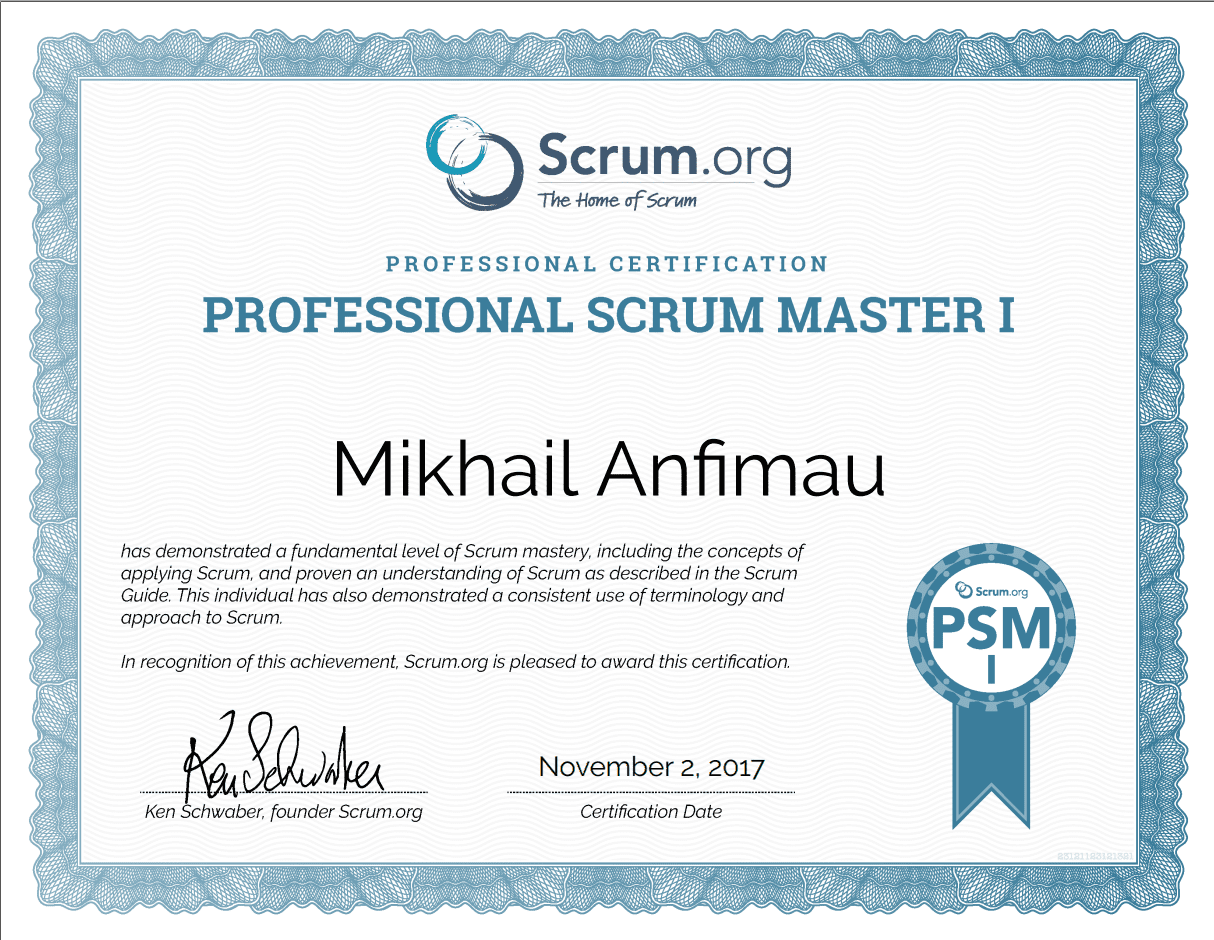 Scrum.org
The Home of Scrum
PROFESSIONAL CERTIFICATION
PROFESSIONAL SCRUM MASTER I
Mikhail Anfimau
has demonstrated a fundamental level of Scrum mastery, including the concepts of
applying Scrum, and proven an understanding of Scrum as described in the Scrum
Guide. This individual has also demonstrated a consistent use of terminology and
approach to Scrum.
In recognition of this achievement, Scrum.org is pleased to award this certification.
Scrum.org
PSM
I
Ken Schwaber
November 2, 2017
Ken Schwaber, founder Scrum.org
Certification Date